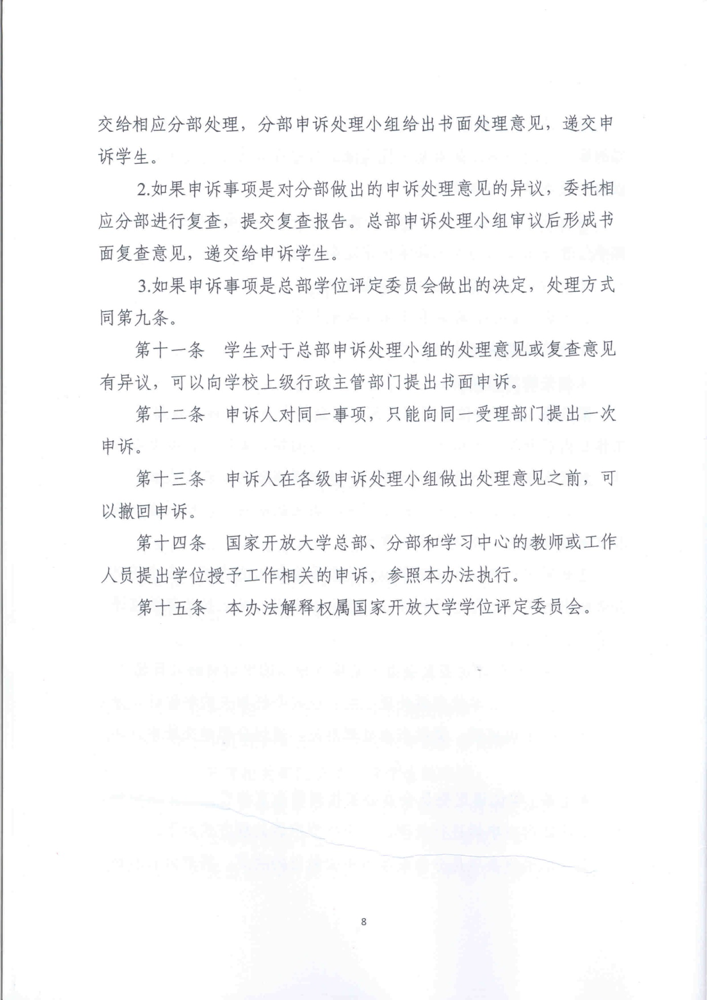 交给相应分部处理，分部申诉处理小组给出书面处理意见，递交申
诉学生。
2.如果申诉事项是对分部做出的申诉处理意见的异议，委托相
应分部进行复查，提交复查报告。总部申诉处理小组审议后形成书
面复查意见，递交给申诉学生。
3.如果申诉事项是总部学位评定委员会做出的决定，处理方式
同第九条。
第十一条　学生对于总部申诉处理小组的处理意见或复查意见
有异议，可以向学校上级行政主管部门提出书面申诉。
第十二条　申诉人对同一事项，只能向同一受理部门提出一次
申诉。
第十三条　申诉人在各级申诉处理小组做出处理意见之前，可
以撤回申诉。
第十四条　国家开放大学总部、分部和学习中心的教师或工作
人员提出学位授予工作相关的申诉，参照本办法执行。
第十五条　本办法解释权属国家开放大学学位评定委员会。
8